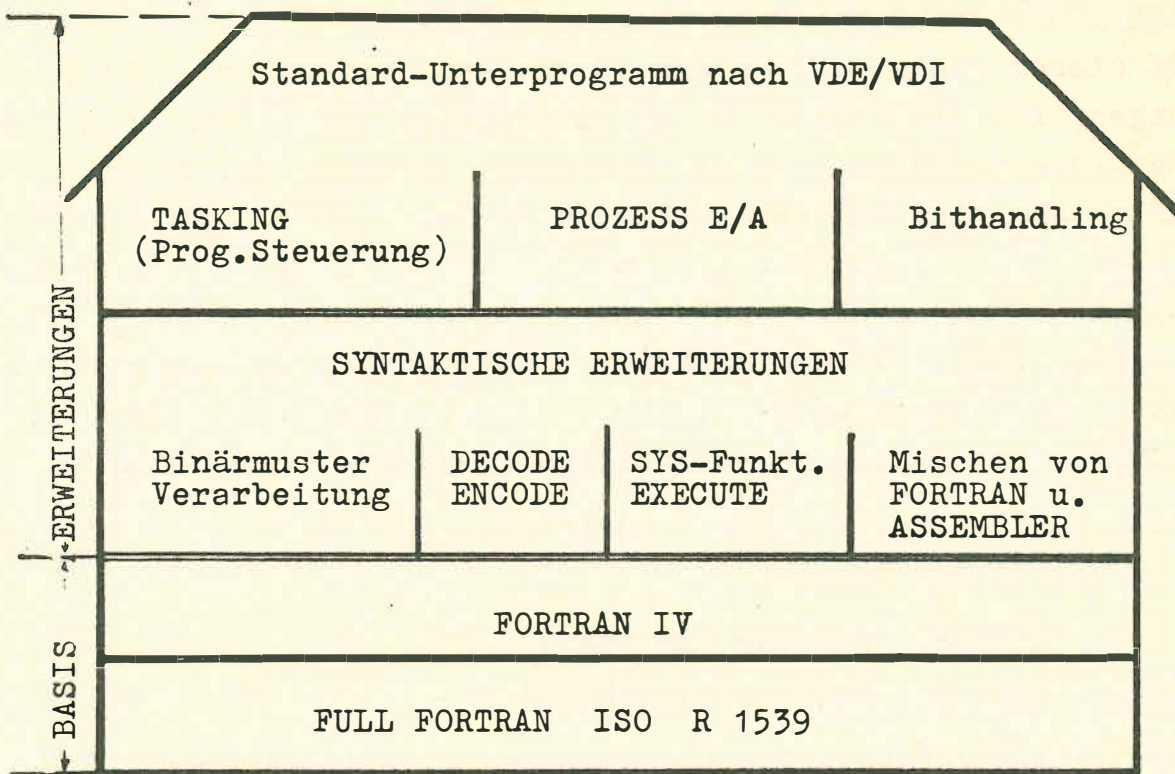 Standard-Unterprogramm nach VDE/VDI
TASKING
(Prog.Steuerung)
PROZESS E/A
Bithandling
SYNTAKTISCHE ERWEITERUNGEN
Binärmuster
Verarbeitung
DECODE
ENCODE
SYS-Funkt.
EXECUTE
Mischen von
FORTRAN u.
ASSEMBLER
FORTRAN IV
FULL FORTRAN ISO R 1539
ERWEITERUNGEN
BASIS